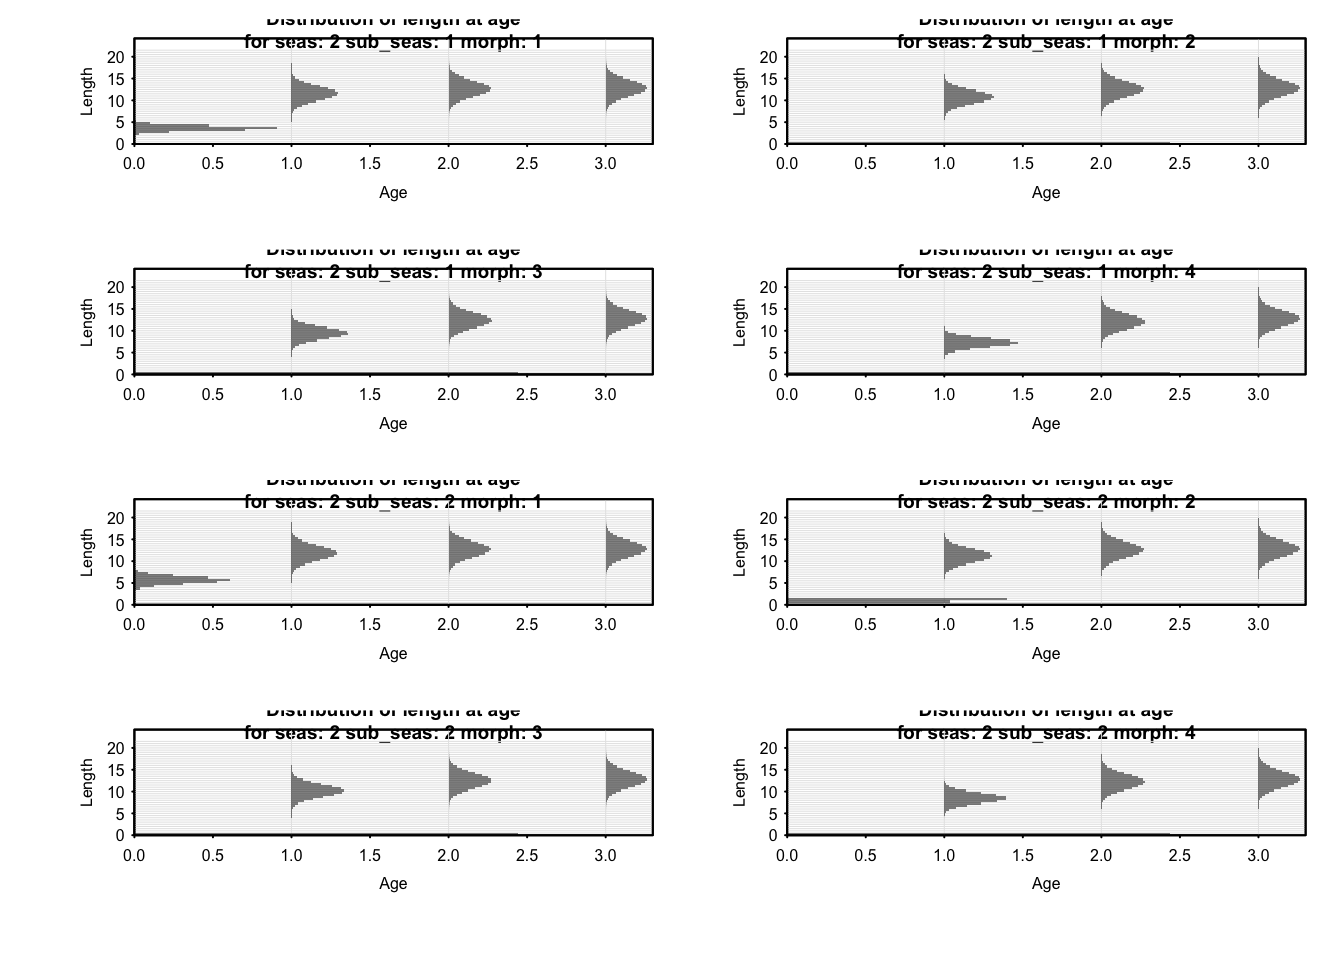 Distribution of length at age
for seas: 2 sub_seas: 1 morph: 1
Length
20
15
10
5
0
0.0 0.5 1.0 1.5 2.0 2.5 3.0
Age
Distribution of length at age
for seas: 2 sub_seas: 1 morph: 2
Length
20
15
10
5
0
0.0 0.5 1.0 1.5 2.0 2.5 3.0
Age
Distribution of length at age
for seas: 2 sub_seas: 1 morph: 3
Length
20
15
10
5
0
0.0 0.5 1.0 1.5 2.0 2.5 3.0
Age
Distribution of length at age
for seas: 2 sub_seas: 1 morph: 4
Length
20
15
10
5
0
0.0 0.5 1.0 1.5 2.0 2.5 3.0
Age
Distribution of length at age
for seas: 2 sub_seas: 2 morph: 1
Length
20
15
10
5
0
0.0 0.5 1.0 1.5 2.0 2.5 3.0
Age
Distribution of length at age
for seas: 2 sub_seas: 2 morph: 2
Length
20
15
10
5
0
0.0 0.5 1.0 1.5 2.0 2.5 3.0
Age
Distribution of length at age
for seas: 2 sub_seas: 2 morph: 3
Length
20
15
10
5
0
0.0 0.5 1.0 1.5 2.0 2.5 3.0
Age
Distribution of length at age
for seas: 2 sub_seas: 2 morph: 4
Length
20
15
10
5
0
0.0 0.5 1.0 1.5 2.0 2.5 3.0
Age